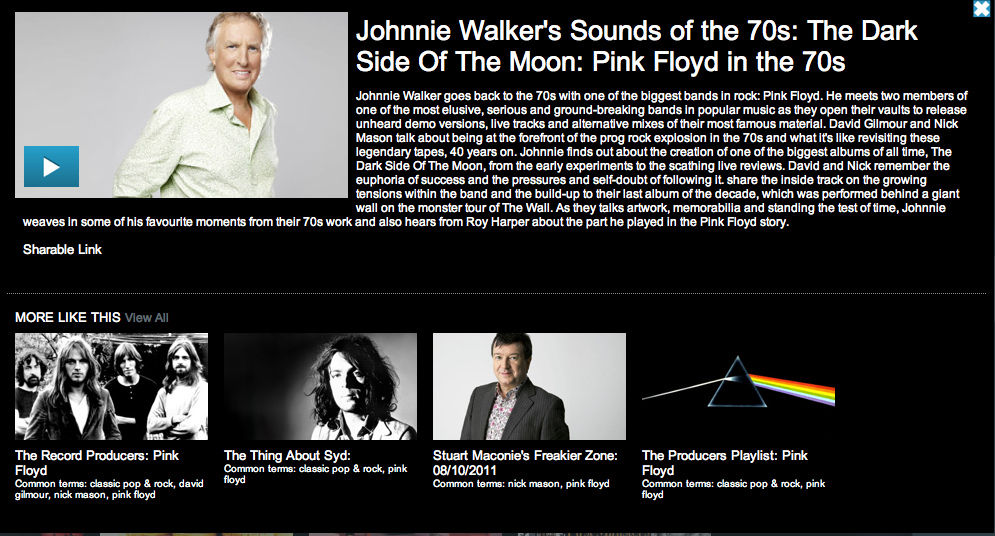 Johnnie Walker's Sounds of the 70s: The Dark
Side Of The Moon: Pink Floyd in the 70s
Johnnie Walker goes back to the 70s with one of the biggest bands in rock: Pink Floyd. He meets two members of
one of the most elusive, serious and ground-breaking bands in popular music as they open their vaults to release
unheard demo versions, live tracks and alternative mixes of their most famous material. David Gilmour and Nick
Mason talk about being at the forefront of the prog rock explosion in the 70s and what it's like revisiting these
legendary tapes, 40 years on. Johnnie finds out about the creation of one of the biggest albums of all time, The
Dark Side Of The Moon, from the early experiments to the scathing live reviews. David and Nick remember the
euphoria of success and the pressures and self-doubt of following it. share the inside track on the growing
tensions within the band and the build-up to their last album of the decade, which was performed behind a giant
wall on the monster tour of The Wall. As they talks artwork, memorabilia and standing the test of time, Johnnie
weaves in some of his favourite moments from their 70s work and also hears from Roy Harper about the part he played in the Pink Floyd story.
Sharable Link
MORE LIKE THIS View All
The Record Producers: Pink
Floyd
Common terms: classic pop & rock, david
gilmour, nick mason, pink floyd
The Thing About Syd:
Common terms: classic pop & rock, pink
floyd
Stuart Maconie's Freakier Zone:
08/10/2011
Common terms: nick mason, pink floyd
The Producers Playlist: Pink
Floyd
Common terms: classic pop & rock, pink
floyd